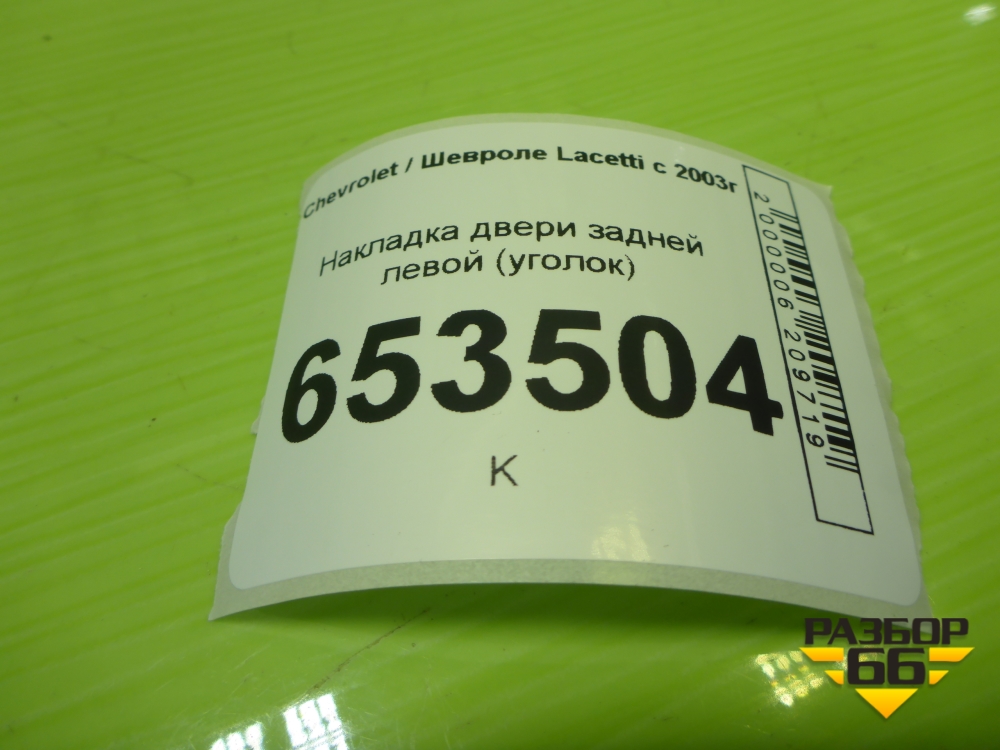 Chevrolet / Шевроле Lacetti с 2003г
Накладка двери задней
левой (уголок)
653504
К
2000006209719
РАЗБОР
66